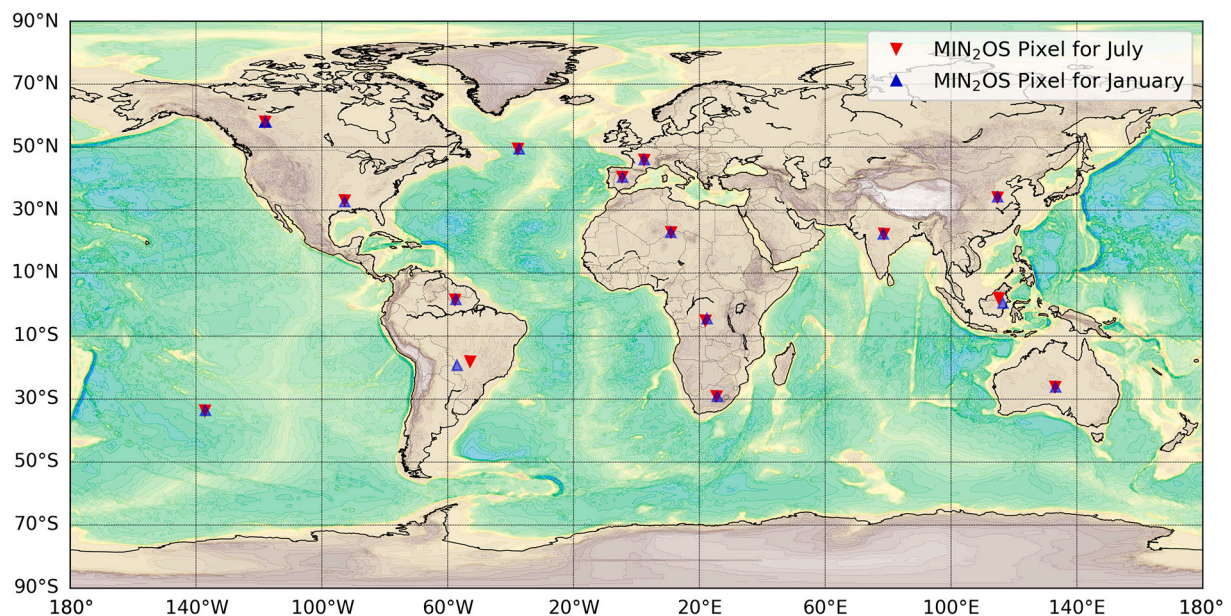 90°N
MIN₂OS Pixel for July
70°N
MIN₂OS Pixel for January
50°N
30°N
10°N
10°S
30°S
50°S
70°S
90°S
180° 140°W 100°W 60°W 20°W 20°E 60°E 100°E 140°E 180°